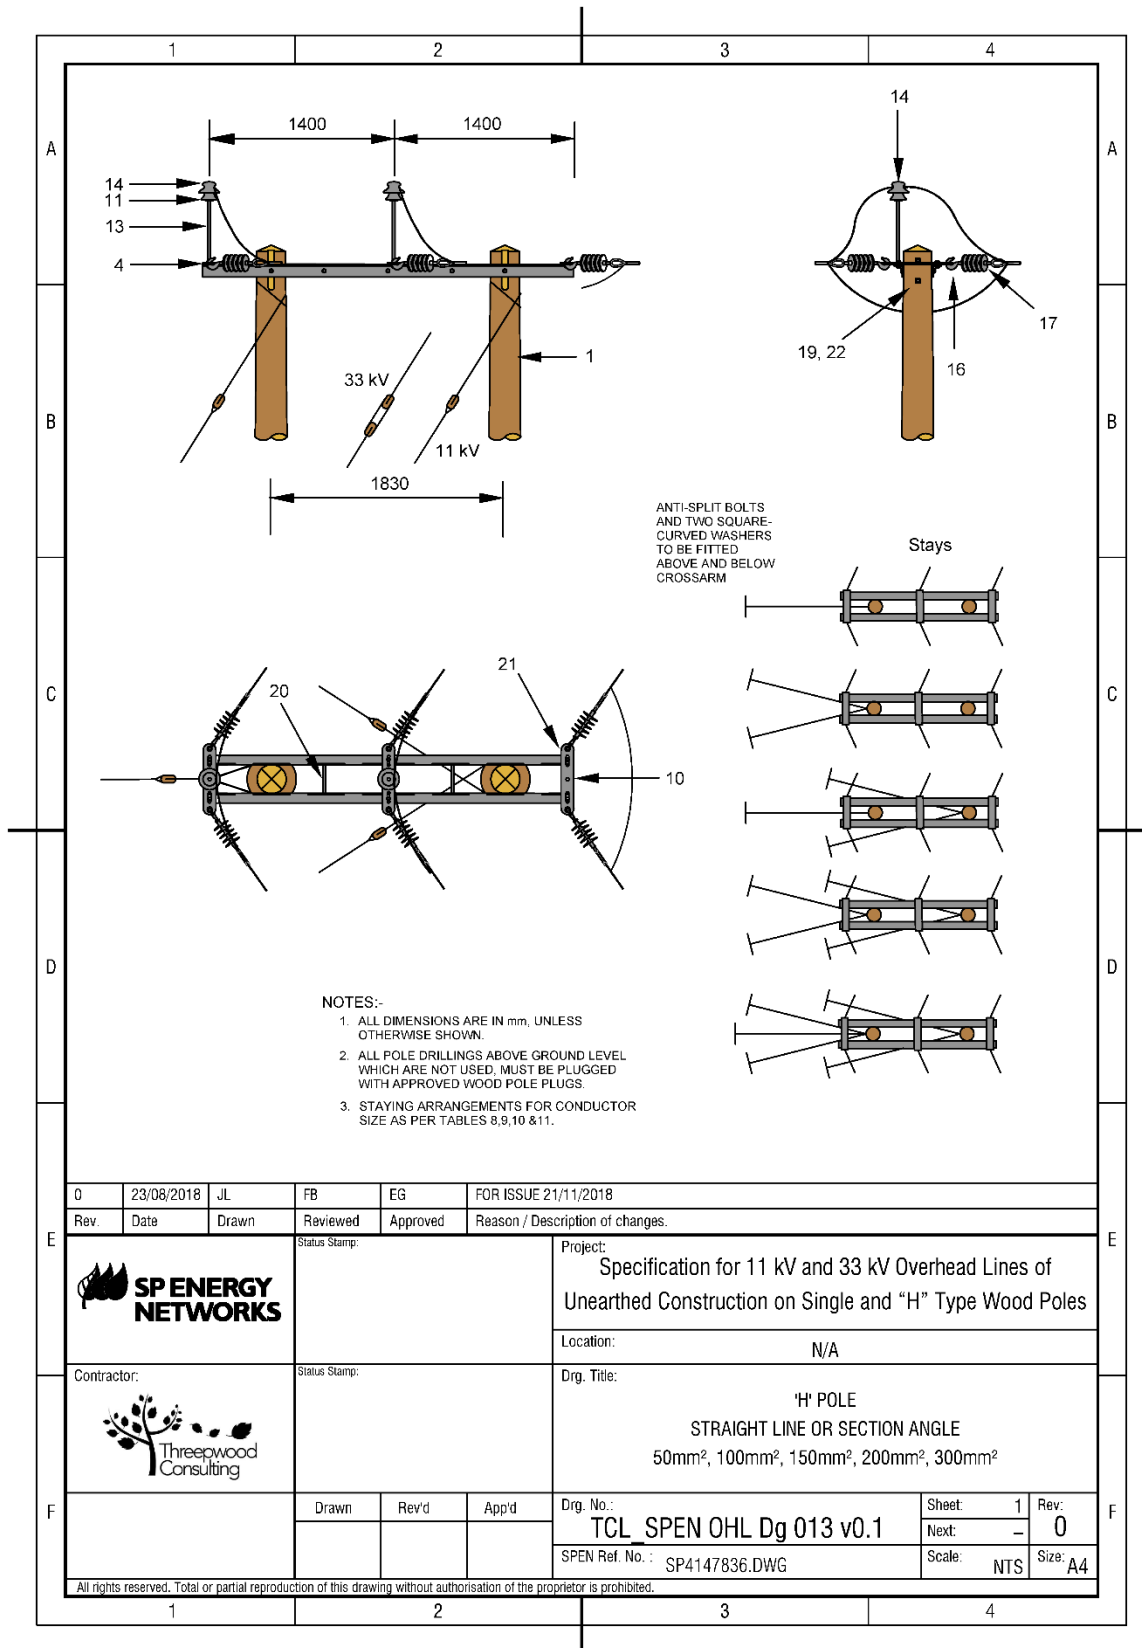 1 2 3 4
A A
B B
C C
D D
E E
F F
1400 1400
14
11
13
4
33 kV
11 kV
1
1830
14
17
16
19, 22
ANTI-SPLIT BOLTS
AND TWO SQUARE-
CURVED WASHERS
TO BE FITTED
ABOVE AND BELOW
CROSSARM
Stays
20
21
10
NOTES:-
1. ALL DIMENSIONS ARE IN mm, UNLESS
OTHERWISE SHOWN.
2. ALL POLE DRILLINGS ABOVE GROUND LEVEL
WHICH ARE NOT USED, MUST BE PLUGGED
WITH APPROVED WOOD POLE PLUGS.
3. STAYING ARRANGEMENTS FOR CONDUCTOR
SIZE AS PER TABLES 8,9,10 &11.
0 23/08/2018 JL FB EG FOR ISSUE 21/11/2018
Rev. Date Drawn Reviewed Approved Reason / Description of changes.
SP ENERGY
NETWORKS
Status Stamp:
Project:
Specification for 11 kV and 33 kV Overhead Lines of
Unearthed Construction on Single and “H” Type Wood Poles
Location:
N/A
Contractor:
Threepwood
Consulting
Status Stamp:
Drg. Title:
'H' POLE
STRAIGHT LINE OR SECTION ANGLE
50mm², 100mm², 150mm², 200mm², 300mm²
Drawn Rev'd App'd
Drg. No.:
TCL_SPEN OHL Dg 013 v0.1
Sheet: 1
Next: –
Rev:
0
SPEN Ref. No. : SP4147836.DWG
Scale: NTS
Size: A4
All rights reserved. Total or partial reproduction of this drawing without authorisation of the proprietor is prohibited.
1 2 3 4